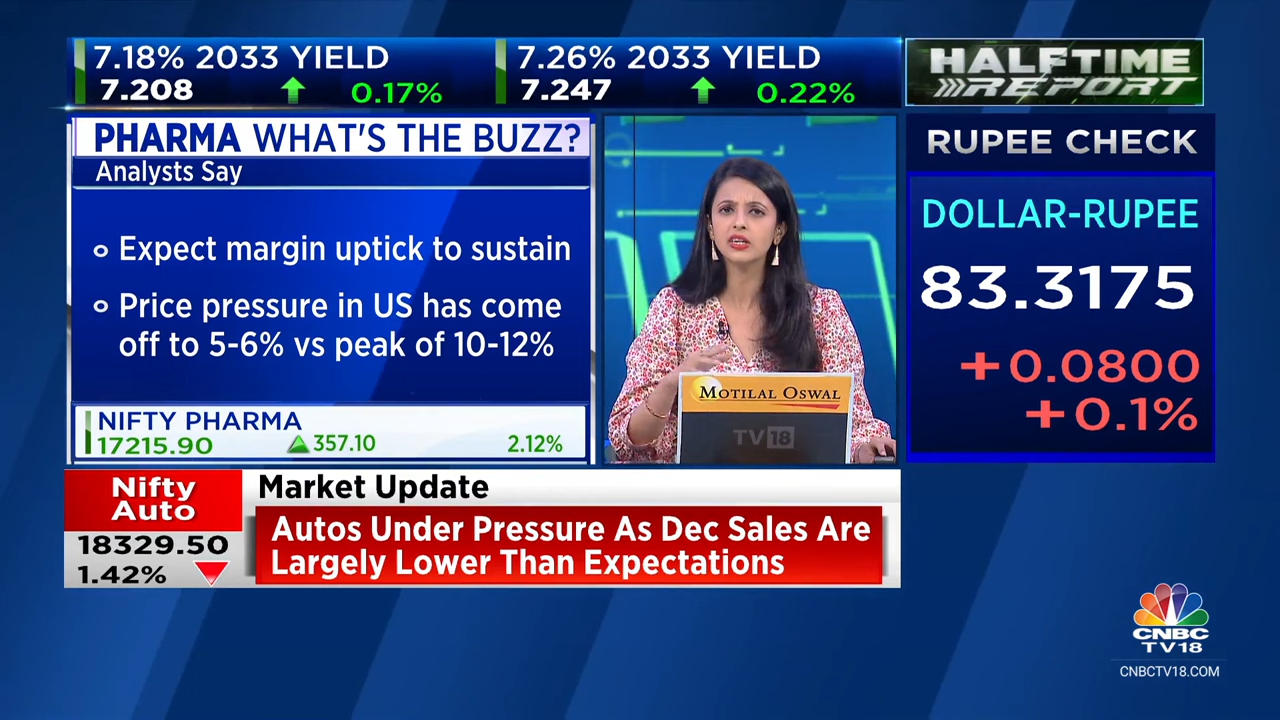 7.18% 2033 YIELD
7.208 0.17%
7.26% 2033 YIELD
7.247 0.22%
HALFTIME
REPORT
PHARMA WHAT'S THE BUZZ?
Analysts Say
Expect margin uptick to sustain
Price pressure in US has come
off to 5-6% vs peak of 10-12%
NIFTY PHARMA
17215.90 357.10 2.12%
MOTILAL OSWAL
TV18
RUPEE CHECK
DOLLAR-RUPEE
83.3175
+0.0800
+0.1%
Nifty
Auto
18329.50
1.42%
Market Update
Autos Under Pressure As Dec Sales Are
Largely Lower Than Expectations
CNBC
TV18
CNBCTV18.COM